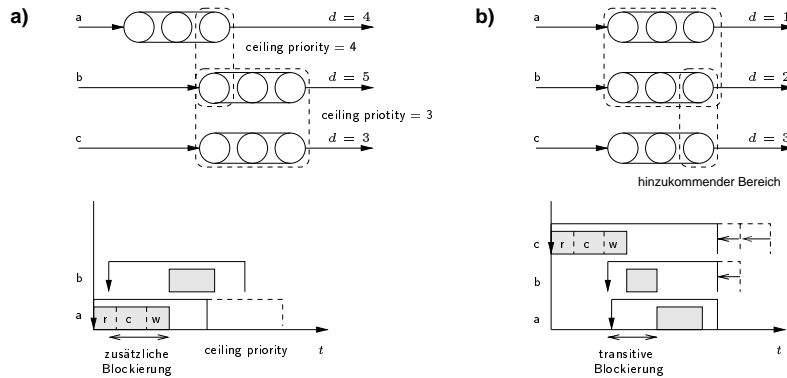 a)
a
d = 4
ceiling priority = 4
b
d = 5
ceiling priotity = 3
c
d = 3
b
a
r c w
zusätzliche
Blockierung
ceiling priority
t
b)
a
d = 1
b
d = 2
c
d = 3
hinzukommender Bereich
c
r c w
b
a
transitive
Blockierung
t